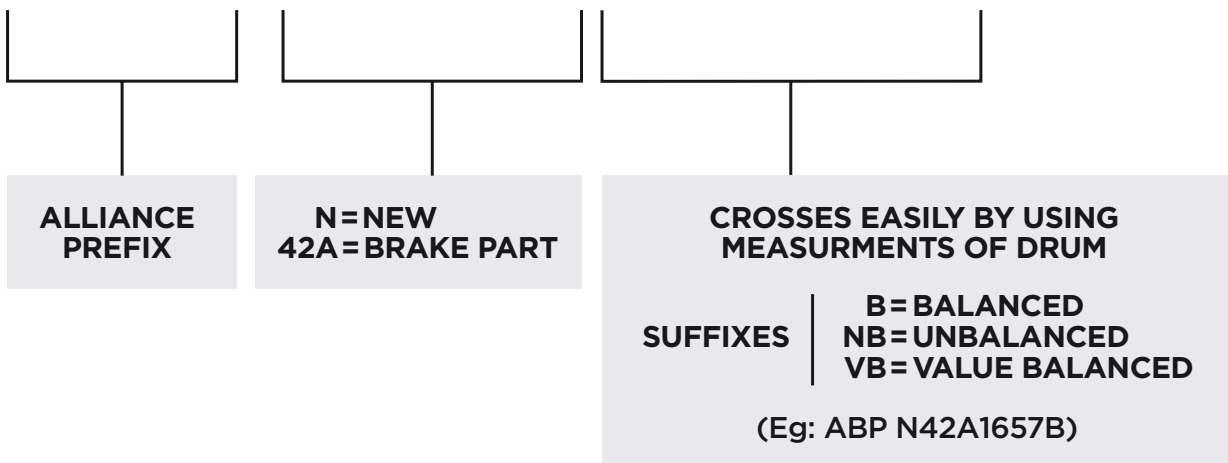 ALLIANCE
PREFIX
N=NEW
42A=BRAKE PART
CROSSES EASILY BY USING
MEASURMENTS OF DRUM
SUFFIXES
B=BALANCED
NB=UNBALANCED
VB=VALUE BALANCED
(Eg: ABP N42A1657B)